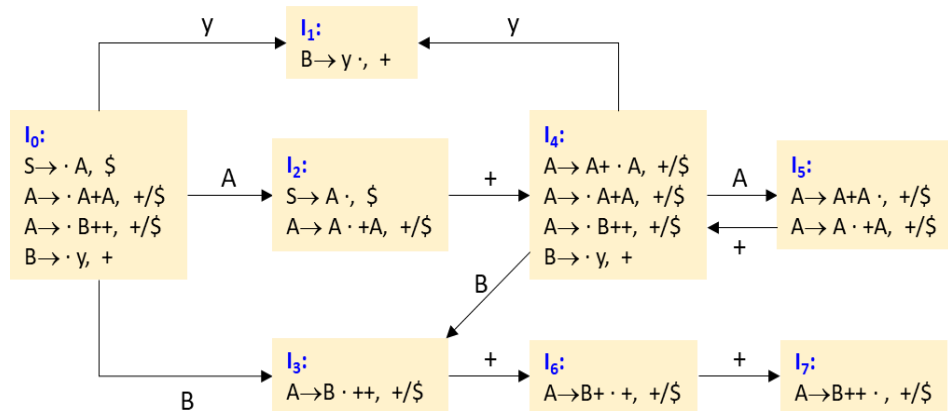 y
y
I₁:
B→ y ·, +
I₀:
S→ · A, $
A→ · A+A, +/$
A→ · B++, +/$
B→ · y, +
A
I₂:
S→ A ·, $
A→ A · +A, +/$
+
I₄:
A→ A+ · A, +/$
A→ · A+A, +/$
A→ · B++, +/$
B→ · y, +
A
+
I₅:
A→ A+A ·, +/$
A→ A · +A, +/$
B
B
I₃:
A→B · ++, +/$
+
I₆:
A→B+ · +, +/$
+
I₇:
A→B++ ·, +/$